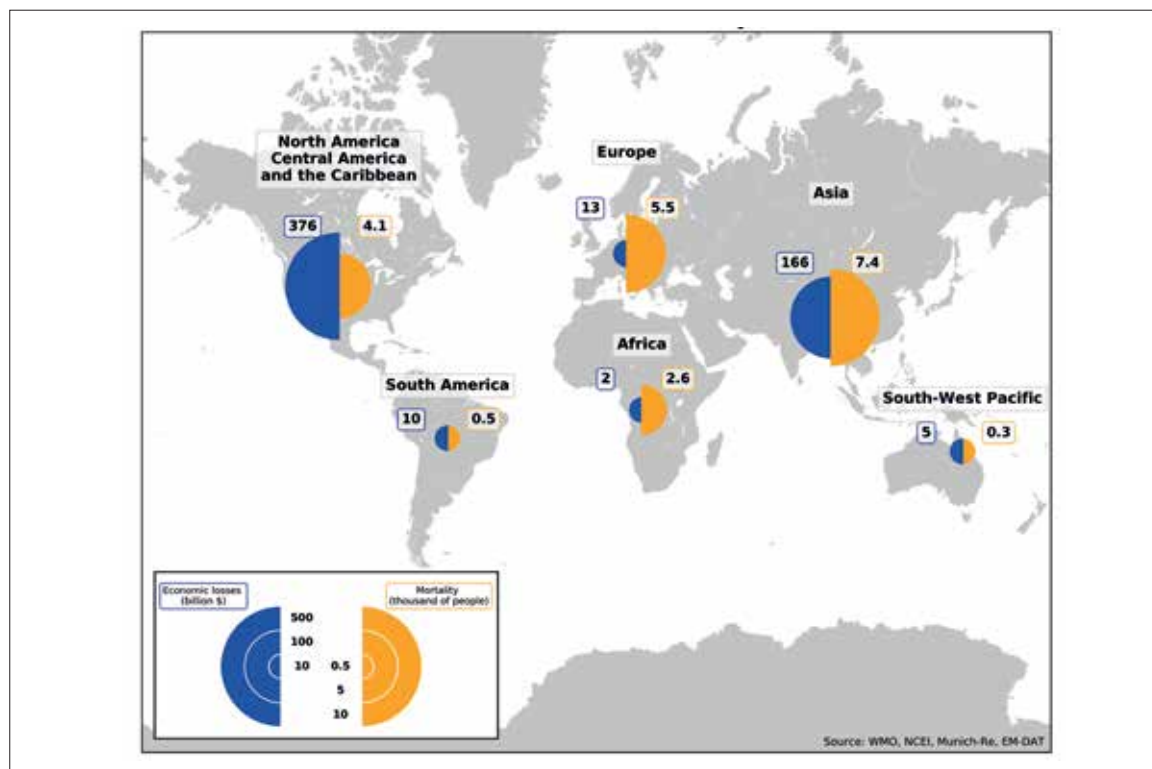 North America
Central America
and the Caribbean
376
4.1
Europe
13
5.5
Asia
166
7.4
Africa
2
2.6
South America
10
0.5
South-West Pacific
5
0.3
Economic losses
(billion $)
Mortality
(thousand of people)
500
100
10
0.5
5
10
Source: WMO, NCEI, Munich-Re, EM-DAT